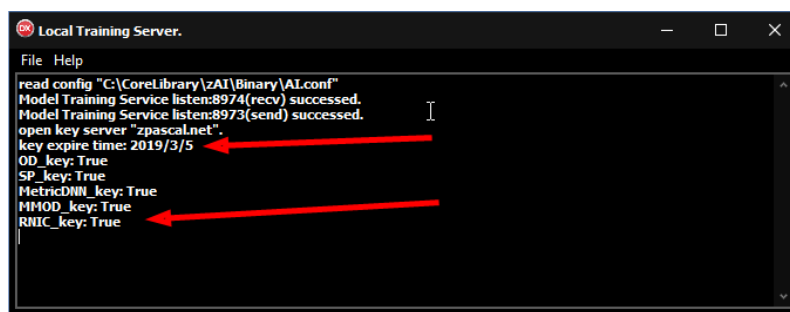 DX Local Training Server.
File Help
read config "C:\CoreLibrary\zAI\Binary\AI.conf"
Model Training Service listen:8974(recv) successed.
Model Training Service listen:8973(send) successed.
open key server "zpascal.net".
key expire time: 2019/3/5
OD_key: True
SP_key: True
MetricDNN_key: True
MMOD_key: True
RNIC_key: True